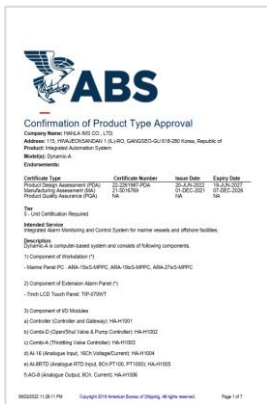 ABS
Confirmation of Product Type Approval
Company Name: HANLA IMS CO., LTD.
Address: 115, HWAJEONSANDAN 1 (IL)-RO, GANGSEO-GU 618-280 Korea, Republic of
Product: Integrated Automation System
Model(s): Dynamic-A
Endorsements:
Certificate Type Certificate Number Issue Date Expiry Date
Product Design Assessment (PDA) 22-2261987-PDA 20-JUN-2022 19-JUN-2027
Manufacturing Assessment (MA) 21-5016769 01-DEC-2021 07-DEC-2026
Product Quality Assurance (PQA) NA NA NA
Tier
5 - Unit Certification Required
Intended Service
Integrated Alarm Monitoring and Control System for marine vessels and offshore facilities.
Description
Dynamic-A is computer-based system and consists of following components.
1) Component of Workstation (*)
- Marine Panel PC : ARA-15xS-MPPC, ARA-19xS-MPPC, ARA-27xS-MPPC
2) Component of Extension Alarm Panel (*)
- 7inch LCD Touch Panel: TIP-070WT
3) Component of I/O Modules
a) Controller (Controller and Gateway): HA-H1001
b) Combi-D (Open/Shut Valve & Pump Controller): HA-H1002
c) Combi-A (Throttling Valve Controller): HA-H1003
d) AI-16 (Analogue Input, 16Ch Voltage/Current): HA-H1004
e) AI-8RTD (Analogue RTD Input, 8Ch PT100, PT1000): HA-H1005
f) AO-8 (Analogue Output, 8Ch, Current): HA-H1006
11:28:11 PM Copyright American Bureau of Shipping. All rights reserved. Page 1 of